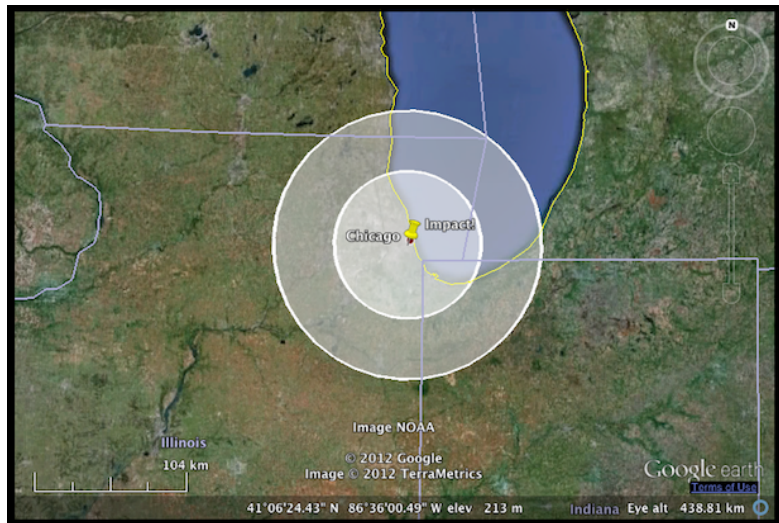 N
Impact!
Chicago
Image NOAA
Illinois
104 km
© 2012 Google
Image © 2012 TerraMetrics
Google earth
Terms of Use
41°06'24.43" N 86°36'00.49" W elev 213 m Indiana Eye alt 438.81 km